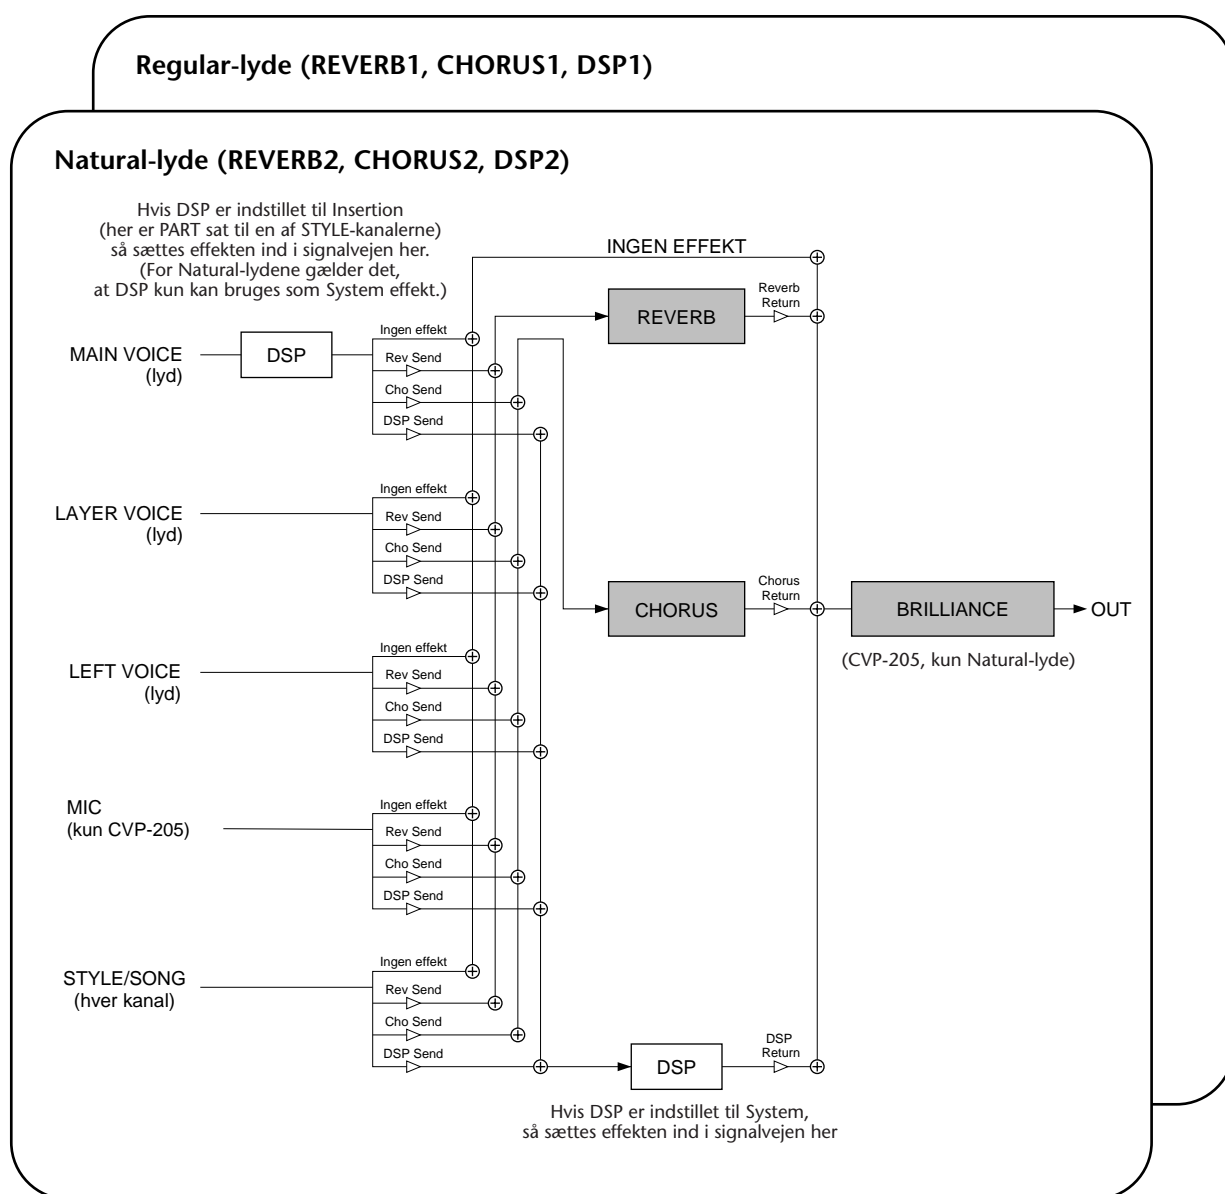 Regular-lyde (REVERB1, CHORUS1, DSP1)
Natural-lyde (REVERB2, CHORUS2, DSP2)
Hvis DSP er indstillet til Insertion
(her er PART sat til en af STYLE-kanalerne)
så sættes effekten ind i signalvejen her.
(For Natural-lydene gælder det,
at DSP kun kan bruges som System effekt.)
INGEN EFFEKT
REVERB
Reverb
Return
MAIN VOICE
(lyd)
DSP
Ingen effekt
Rev Send
Cho Send
DSP Send
LAYER VOICE
(lyd)
Ingen effekt
Rev Send
Cho Send
DSP Send
CHORUS
Chorus
Return
BRILLIANCE
OUT
(CVP-205, kun Natural-lyde)
LEFT VOICE
(lyd)
Ingen effekt
Rev Send
Cho Send
DSP Send
MIC
(kun CVP-205)
Ingen effekt
Rev Send
Cho Send
DSP Send
STYLE/SONG
(hver kanal)
Ingen effekt
Rev Send
Cho Send
DSP Send
DSP
DSP
Return
Hvis DSP er indstillet til System,
så sættes effekten ind i signalvejen her